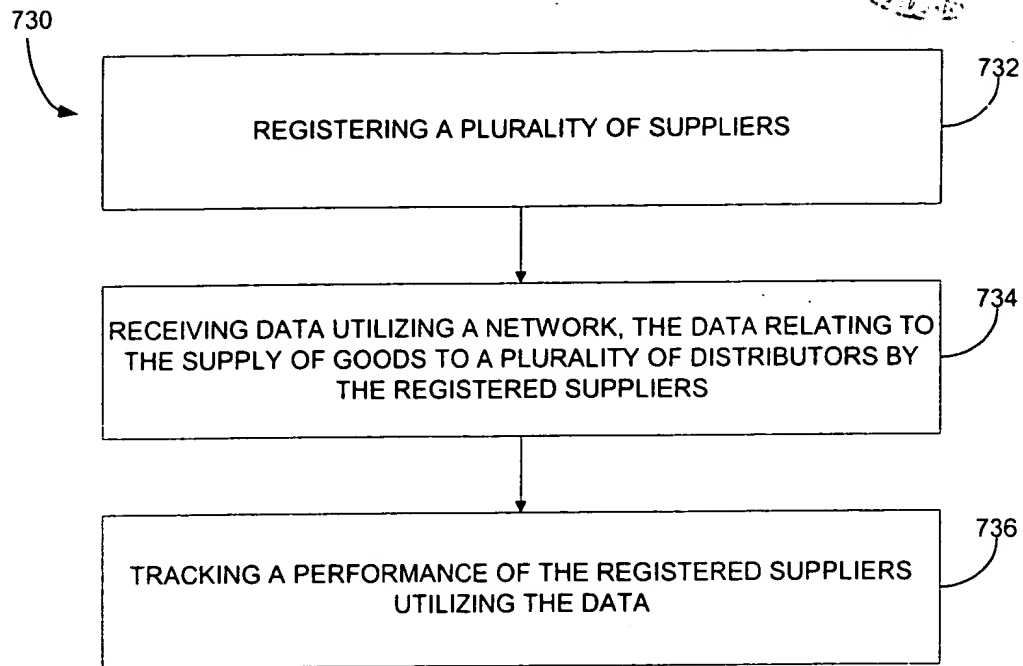 730
732
REGISTERING A PLURALITY OF SUPPLIERS
734
RECEIVING DATA UTILIZING A NETWORK, THE DATA RELATING TO
THE SUPPLY OF GOODS TO A PLURALITY OF DISTRIBUTORS BY
THE REGISTERED SUPPLIERS
736
TRACKING A PERFORMANCE OF THE REGISTERED SUPPLIERS
UTILIZING THE DATA